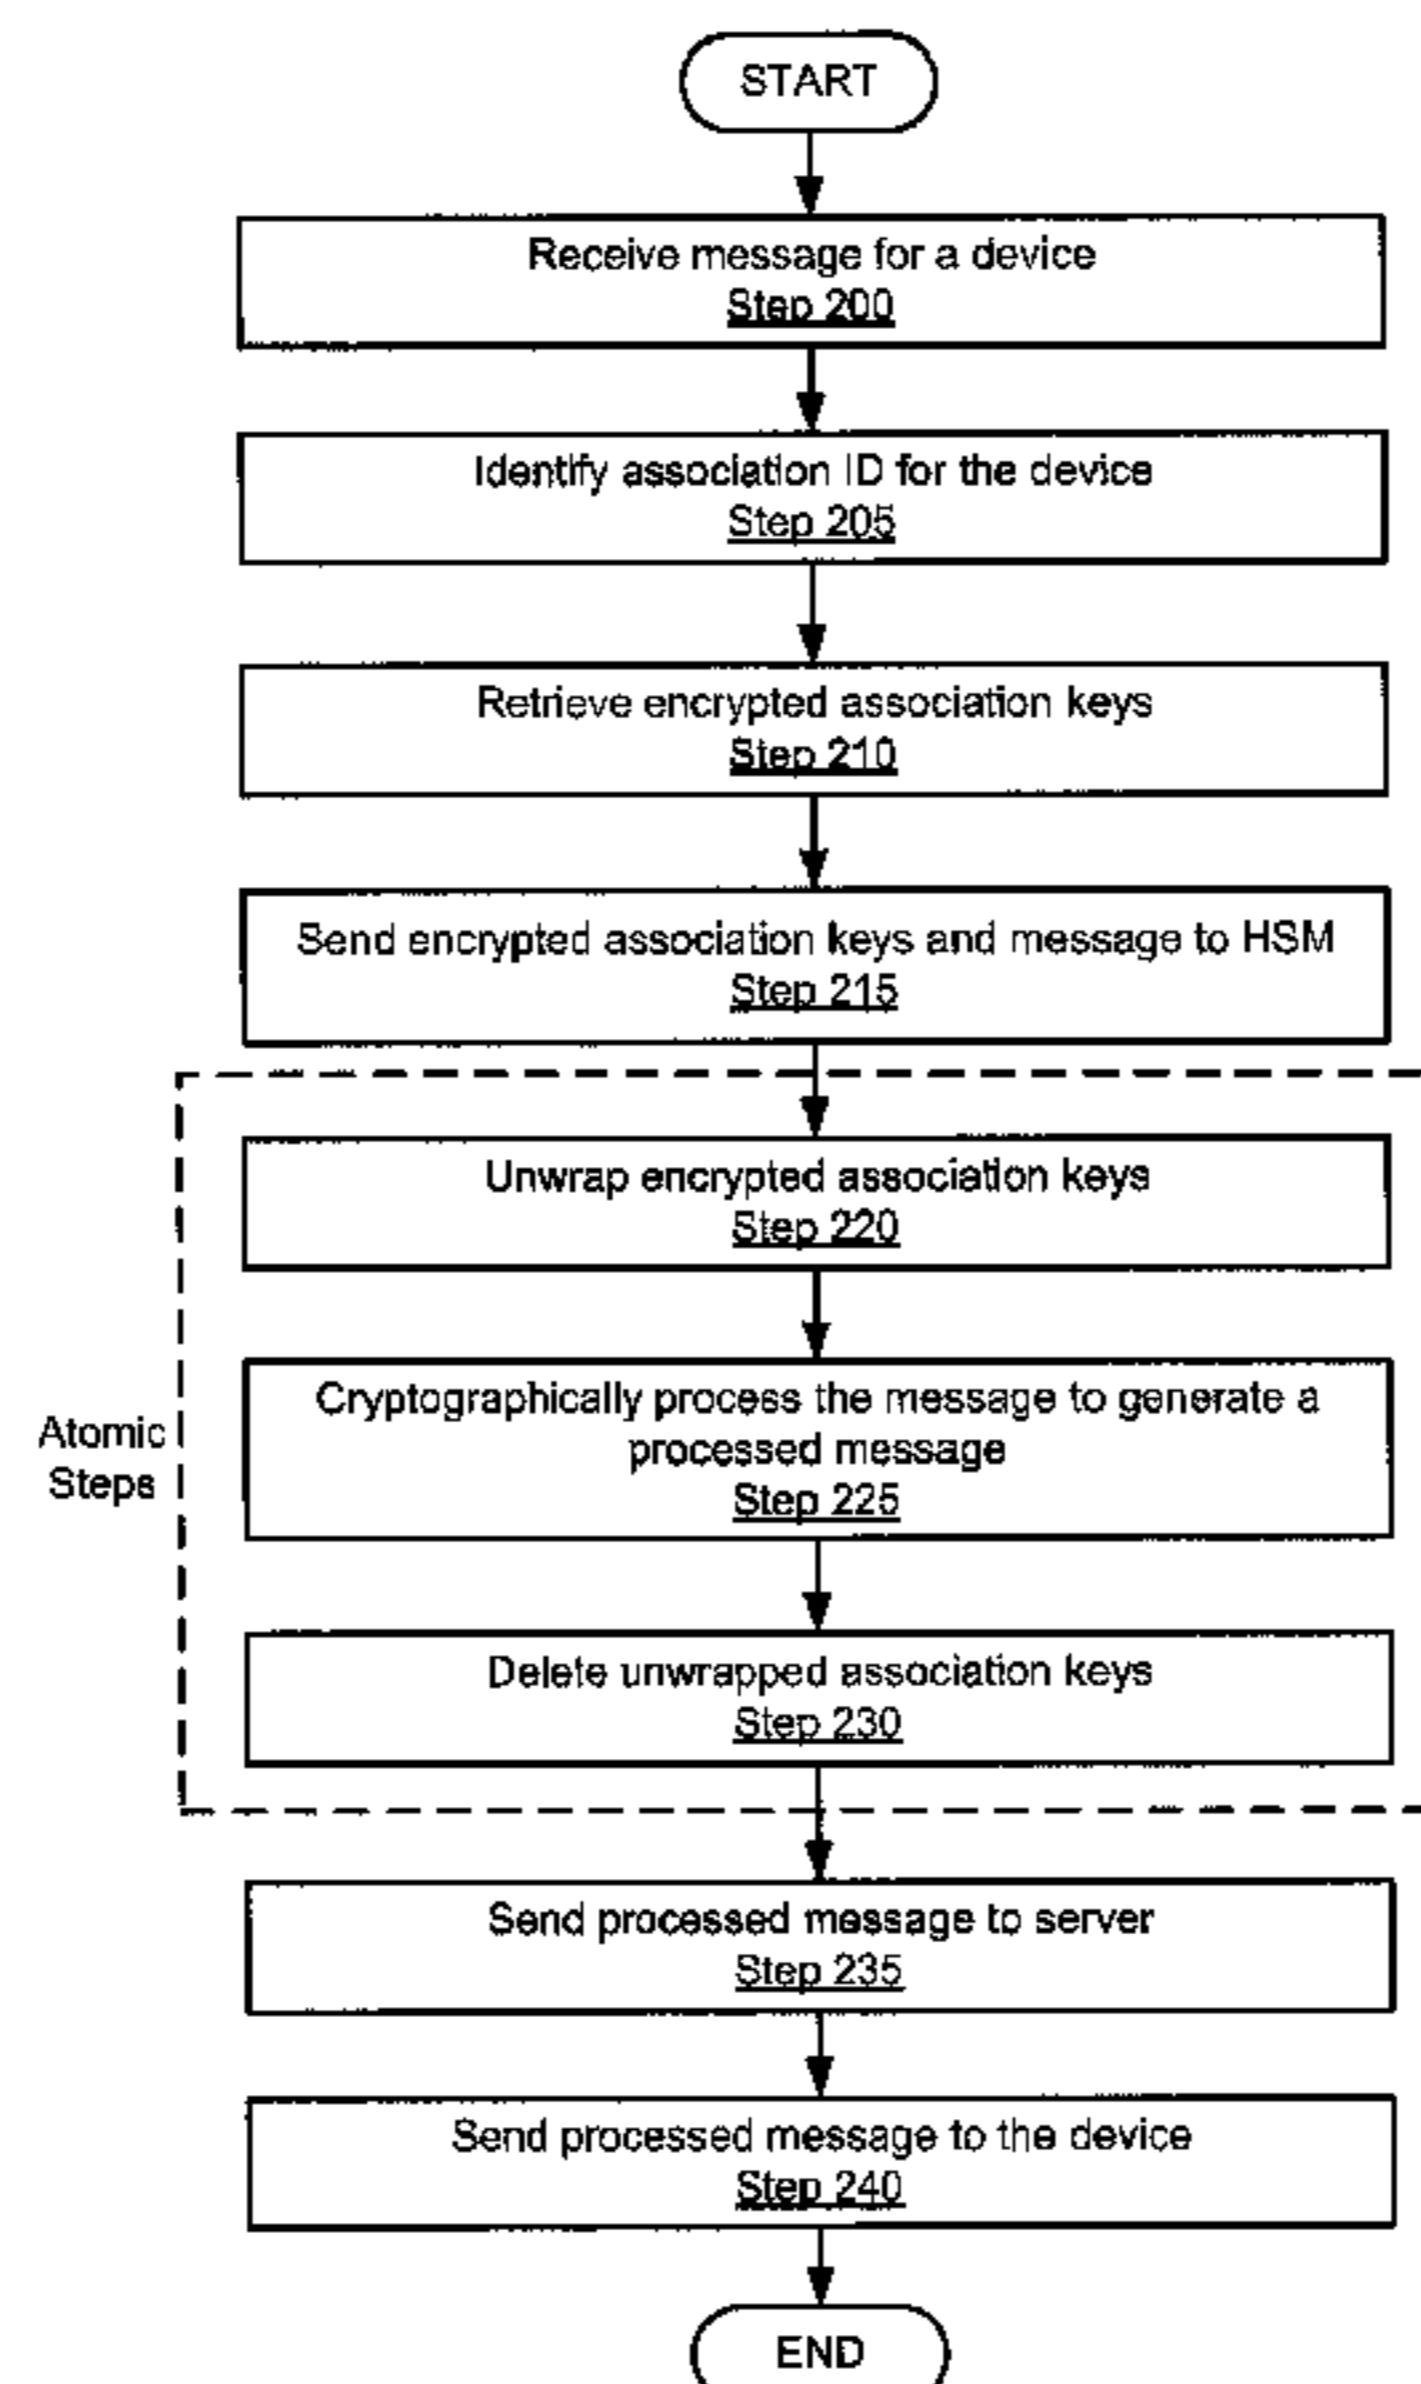 START
Receive message for a device
Step 200
Identify association ID for the device
Step 205
Retrieve encrypted association keys
Step 210
Send encrypted association keys and message to HSM
Step 215
Unwrap encrypted association keys
Step 220
Cryptographically process the message to generate a
processed message
Step 225
Atomic
Steps
Delete unwrapped association keys
Step 230
Send processed message to server
Step 235
Send processed message to the device
Step 240
END